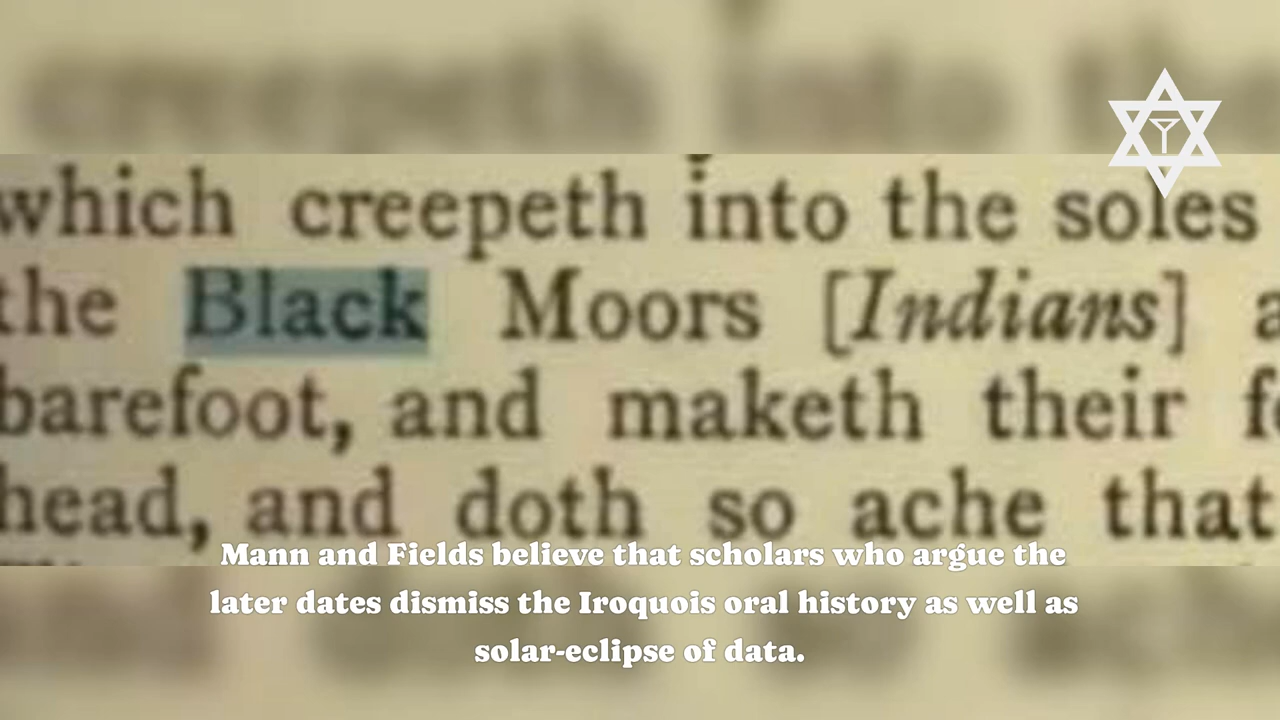 which creepeth into the soles
the Black Moors [Indians] a
barefoot, and maketh their
head, and doth so ache that
Mann and Fields believe that scholars who argue the
later dates dismiss the Iroquois oral history as well as
solar-eclipse of data.